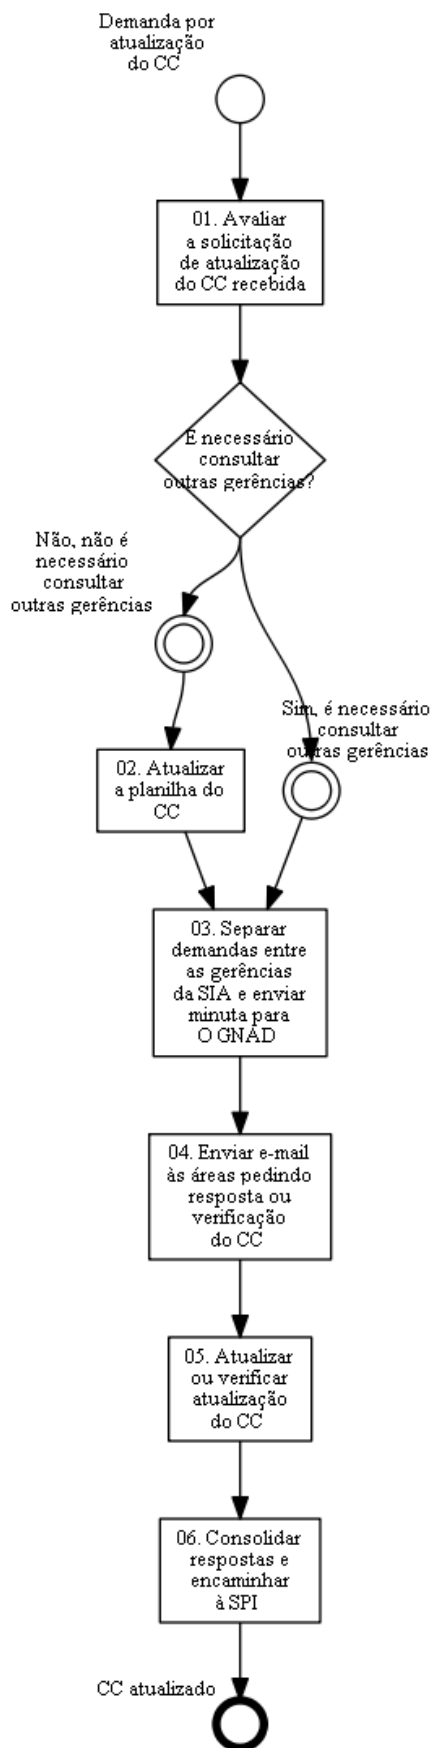 Demanda por
atualização
do CC
01. Avaliar
a solicitação
de atualização
do CC recebida
É necessário
consultar
outras gerências?
Não, não é
necessário
consultar
outras gerências
Sim, é necessário
consultar
outras gerências
02. Atualizar
a planilha do
CC
03. Separar
demandas entre
as gerências
da SIA e enviar
minuta para
O GNAD
04. Enviar e-mail
às áreas pedindo
resposta ou
verificação
do CC
05. Atualizar
ou verificar
atualização
do CC
06. Consolidar
respostas e
encaminhar
à SPI
CC atualizado